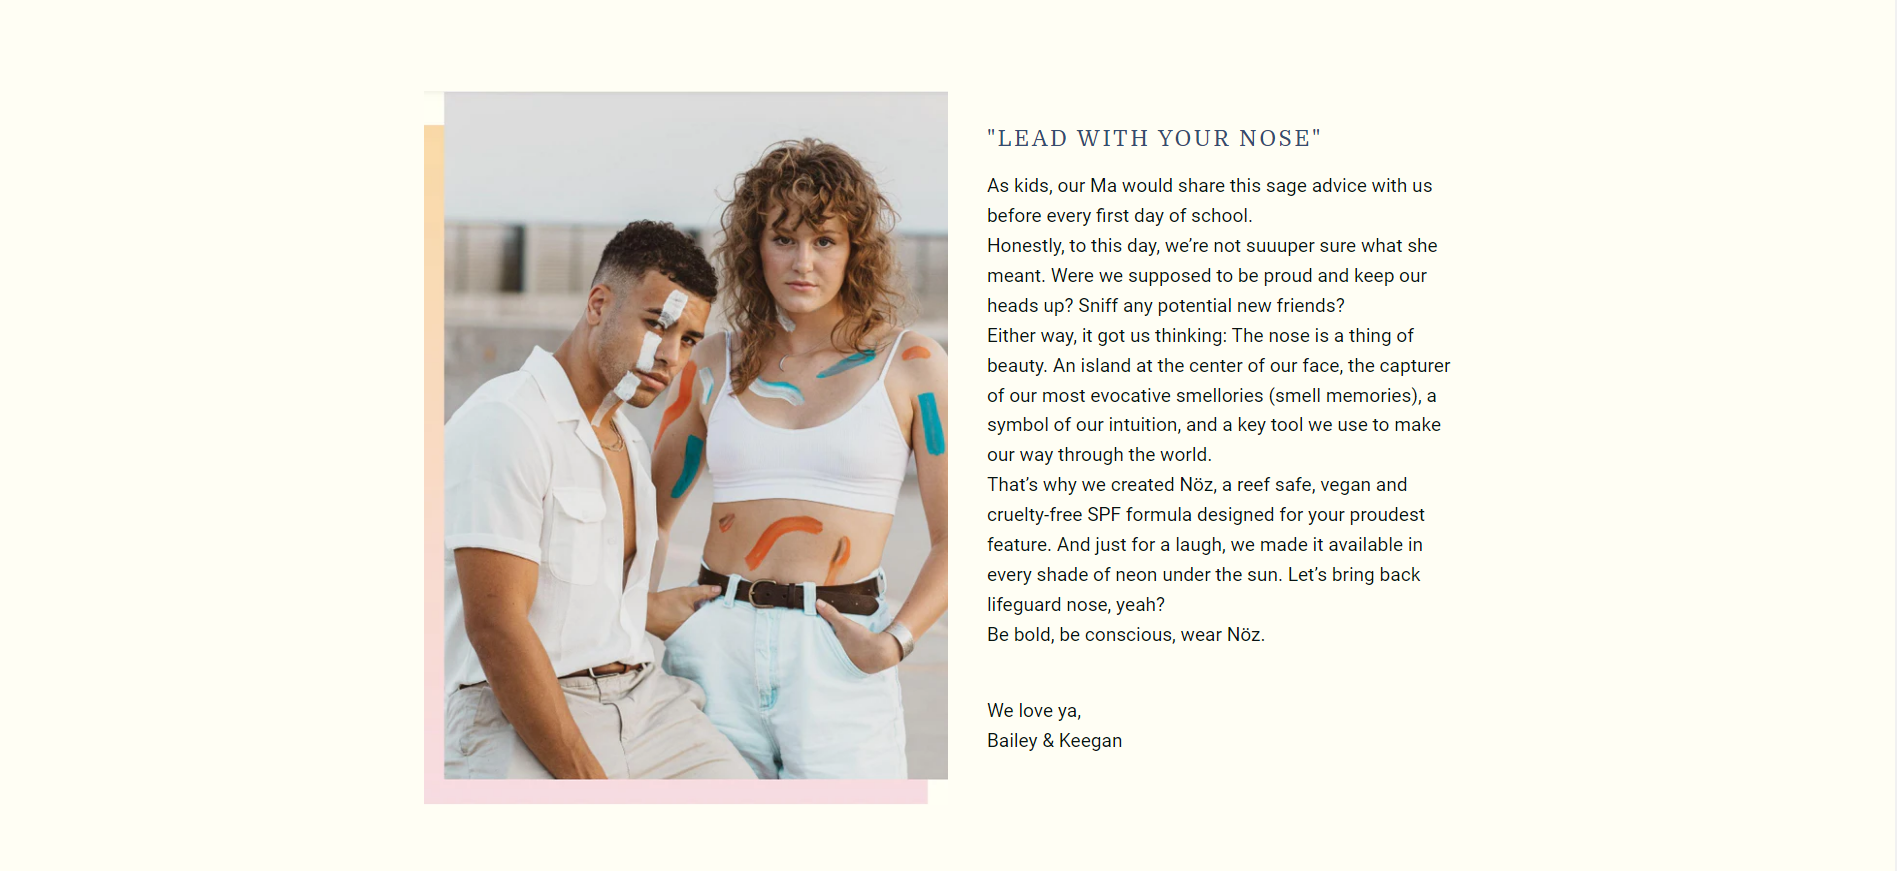 "LEAD WITH YOUR NOSE"
As kids, our Ma would share this sage advice with us
before every first day of school.
Honestly, to this day, we’re not suuuper sure what she
meant. Were we supposed to be proud and keep our
heads up? Sniff any potential new friends?
Either way, it got us thinking: The nose is a thing of
beauty. An island at the center of our face, the capturer
of our most evocative smellories (smell memories), a
symbol of our intuition, and a key tool we use to make
our way through the world.
That’s why we created Nöz, a reef safe, vegan and
cruelty-free SPF formula designed for your proudest
feature. And just for a laugh, we made it available in
every shade of neon under the sun. Let’s bring back
lifeguard nose, yeah?
Be bold, be conscious, wear Nöz.
We love ya,
Bailey & Keegan